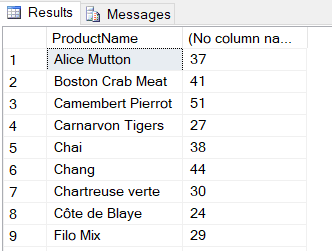 Results Messages
ProductName (No column na...
1 Alice Mutton 37
2 Boston Crab Meat 41
3 Camembert Pierrot 51
4 Carnarvon Tigers 27
5 Chai 38
6 Chang 44
7 Chartreuse verte 30
8 Côte de Blaye 24
9 Filo Mix 29